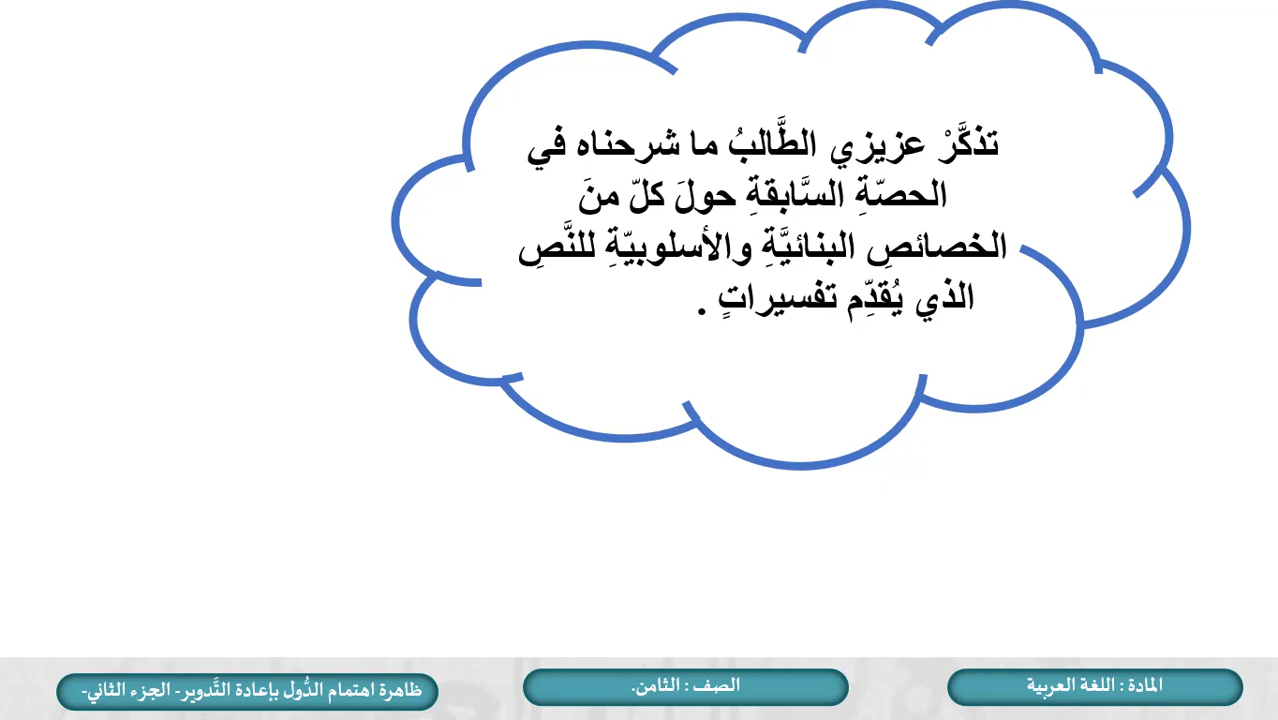 تذكَّرْ عزيزي الطَّالبُ ما شرحناه في
الحصّةِ السَّابقةِ حولَ كلّ منَ
الخصائصِ البنائيَّةِ والأسلوبيّةِ للنَّصِ
الذي يُقدِّم تفسيراتٍ .
المادة : اللغة العربية
الصف : الثامن.
ظاهرة اهتمام الدُّول بإعادة التَّدوير- الجزء الثاني-